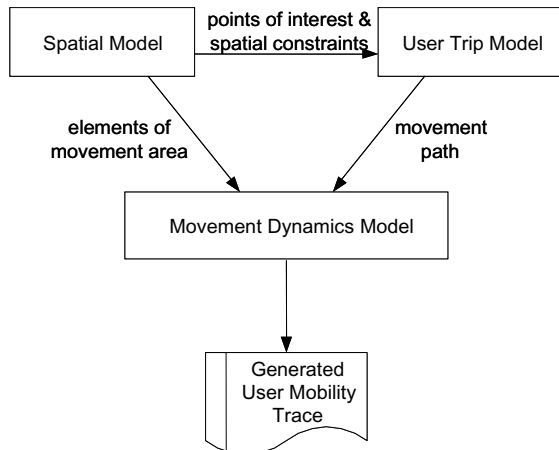 points of interest &
spatial constraints
Spatial Model
User Trip Model
elements of
movement area
movement
path
Movement Dynamics Model
Generated
User Mobility
Trace